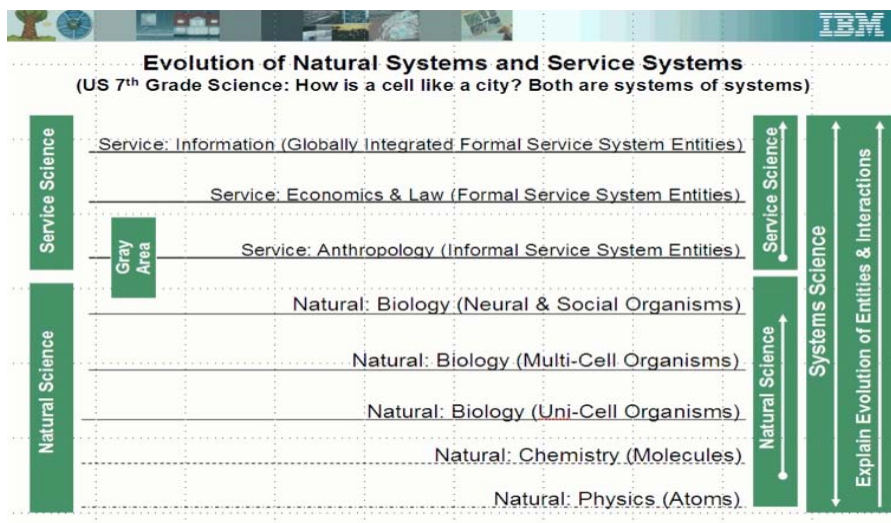 IBM
Evolution of Natural Systems and Service Systems
(US 7th Grade Science: How is a cell like a city? Both are systems of systems)
Service Science
Gray
Area
Natural Science
Service: Information (Globally Integrated Formal Service System Entities)
Service: Economics & Law (Formal Service System Entities)
Service: Anthropology (Informal Service System Entities)
Natural: Biology (Neural & Social Organisms)
Natural: Biology (Multi-Cell Organisms)
Natural: Biology (Uni-Cell Organisms)
Natural: Chemistry (Molecules)
Natural: Physics (Atoms)
Service Science
Natural Science
Systems Science
Explain Evolution of Entities & Interactions